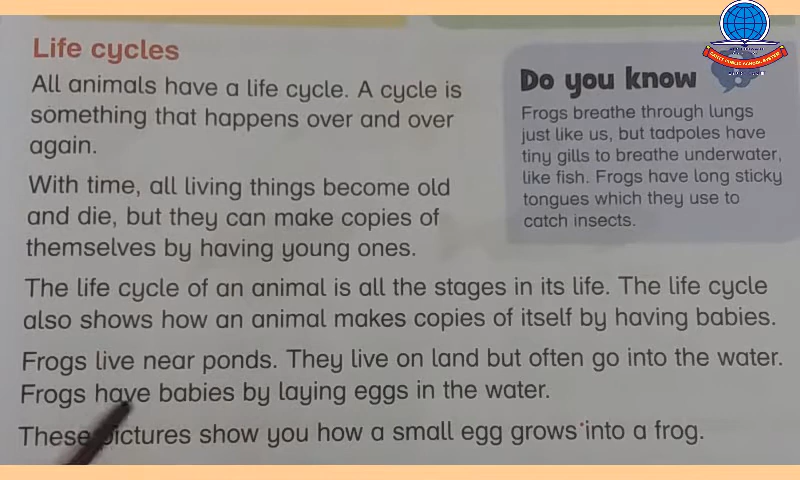 Life cycles
All animals have a life cycle. A cycle is
something that happens over and over
again.
With time, all living things become old
and die, but they can make copies of
themselves by having young ones.
Do you know
Frogs breathe through lungs
just like us, but tadpoles have
tiny gills to breathe underwater,
like fish. Frogs have long sticky
tongues which they use to
catch insects.
The life cycle of an animal is all the stages in its life. The life cycle
also shows how an animal makes copies of itself by having babies.
Frogs live near ponds. They live on land but often go into the water.
Frogs have babies by laying eggs in the water.
These pictures show you how a small egg grows into a frog.